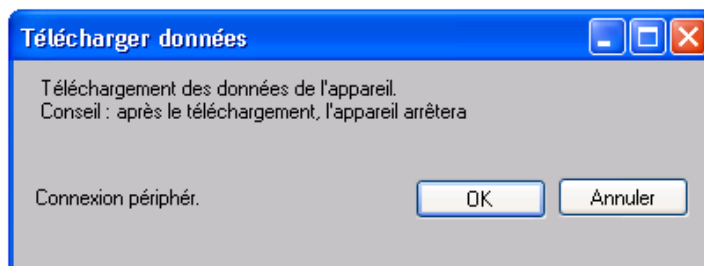 Télécharger données
Téléchargement des données de l'appareil.
Conseil : après le téléchargement, l'appareil arrêtera
Connexion périphér.
OK
Annuler